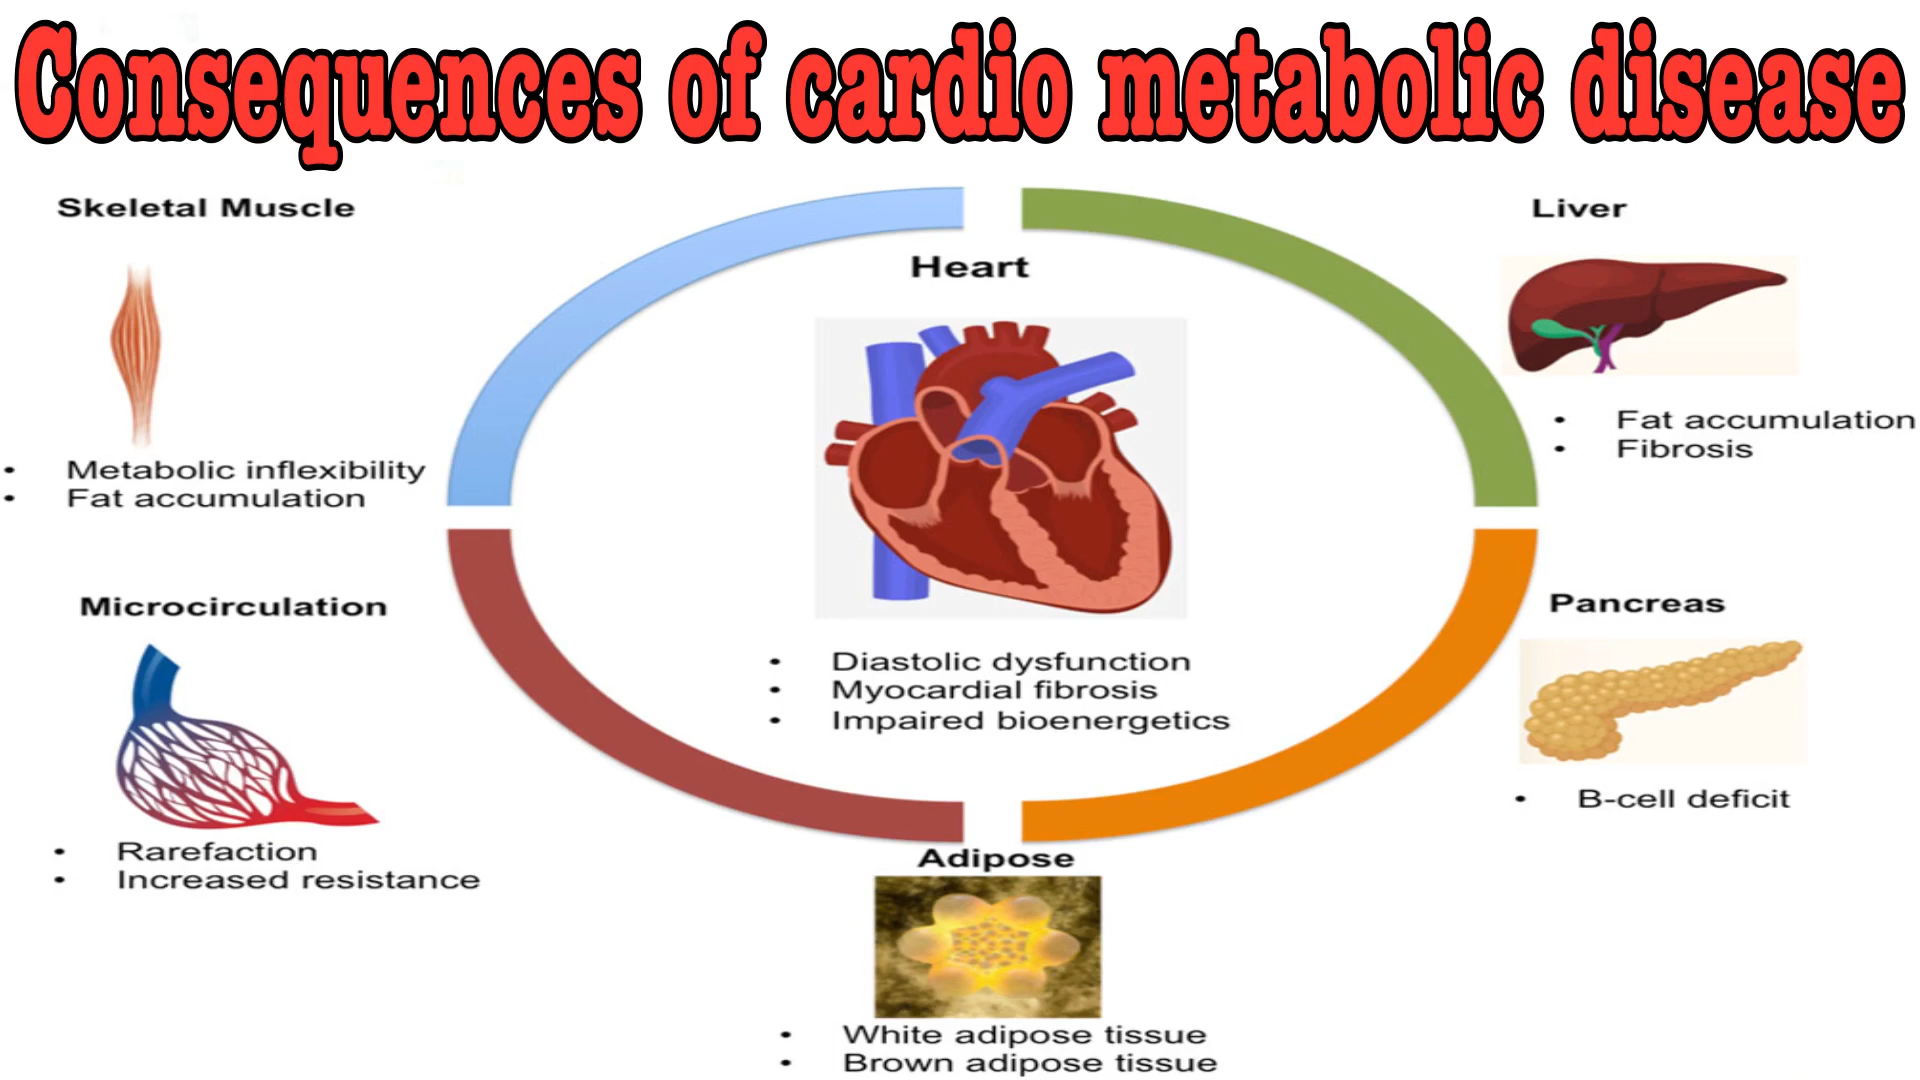 Consequences of cardio metabolic disease
Skeletal Muscle
• Metabolic inflexibility
• Fat accumulation
Heart
• Diastolic dysfunction
• Myocardial fibrosis
• Impaired bioenergetics
Liver
• Fat accumulation
• Fibrosis
Microcirculation
• Rarefaction
• Increased resistance
Pancreas
• B-cell deficit
Adipose
• White adipose tissue
• Brown adipose tissue